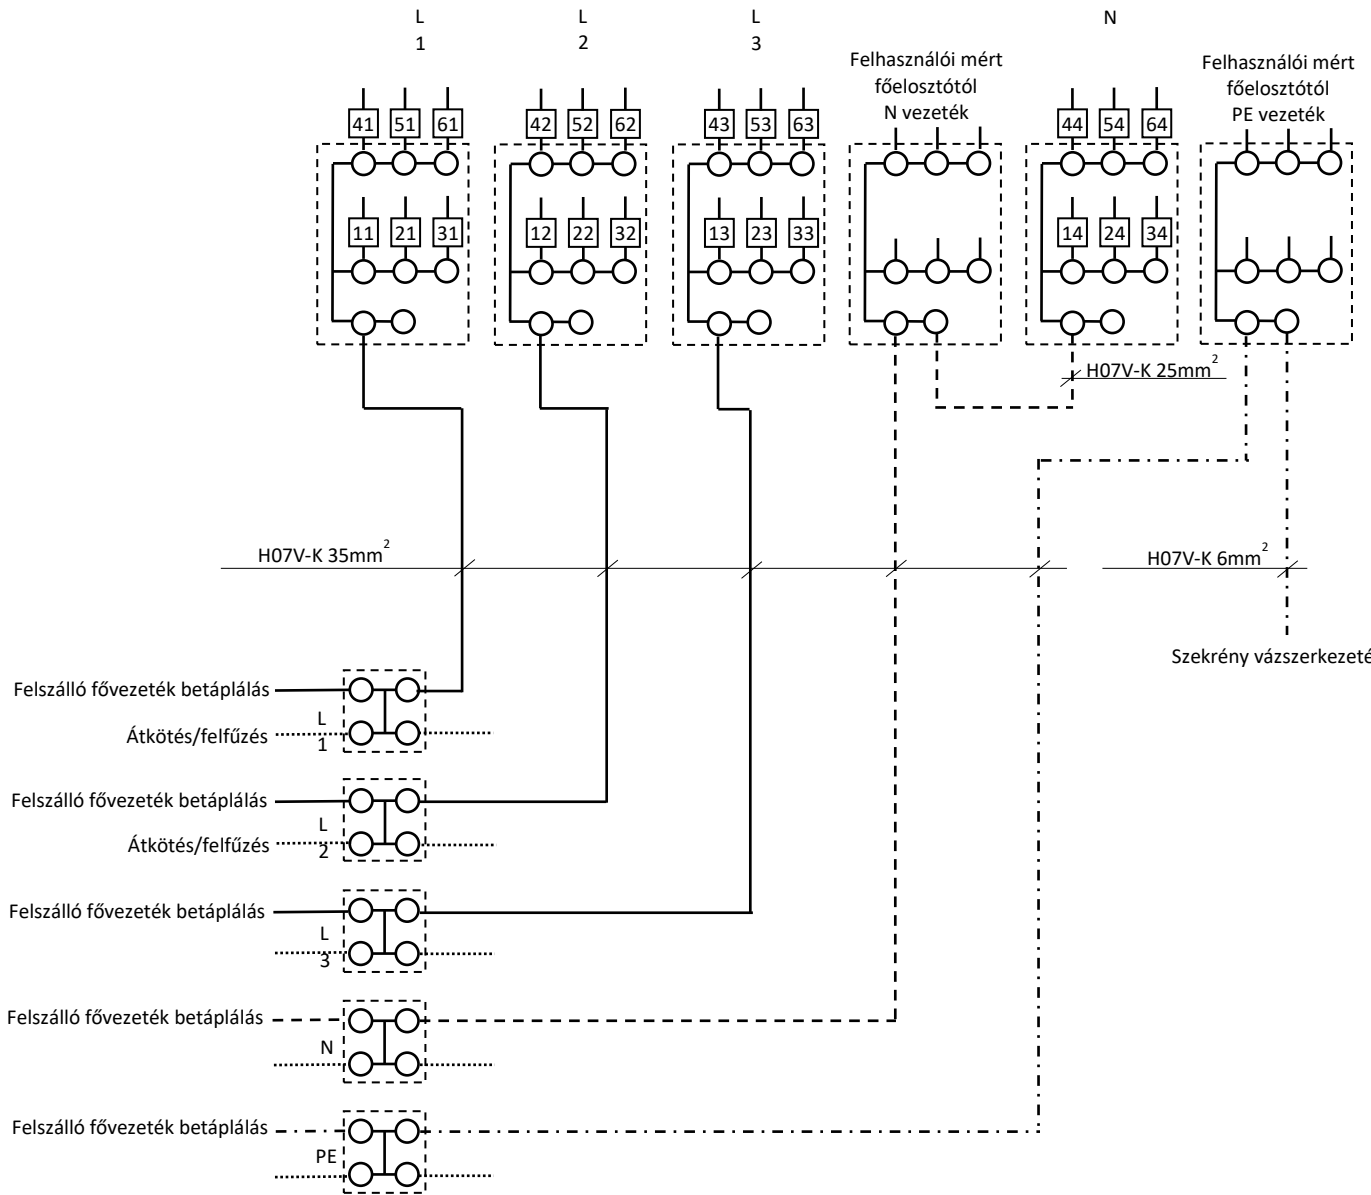 L
1
L
2
L
3
N
Felhasználói mért
főelosztótól
N vezeték
Felhasználói mért
főelosztótól
PE vezeték
41 51 61
42 52 62
43 53 63
44 54 64
11 21 31
12 22 32
13 23 33
14 24 34
H07V-K 25mm²
H07V-K 35mm²
H07V-K 6mm²
Szekrény vázszerkezeté
Felszálló fővezeték betáplálás
L
1
Átkötés/felfűzés
Felszálló fővezeték betáplálás
L
2
Átkötés/felfűzés
Felszálló fővezeték betáplálás
L
3
Felszálló fővezeték betáplálás
N
Felszálló fővezeték betáplálás
PE